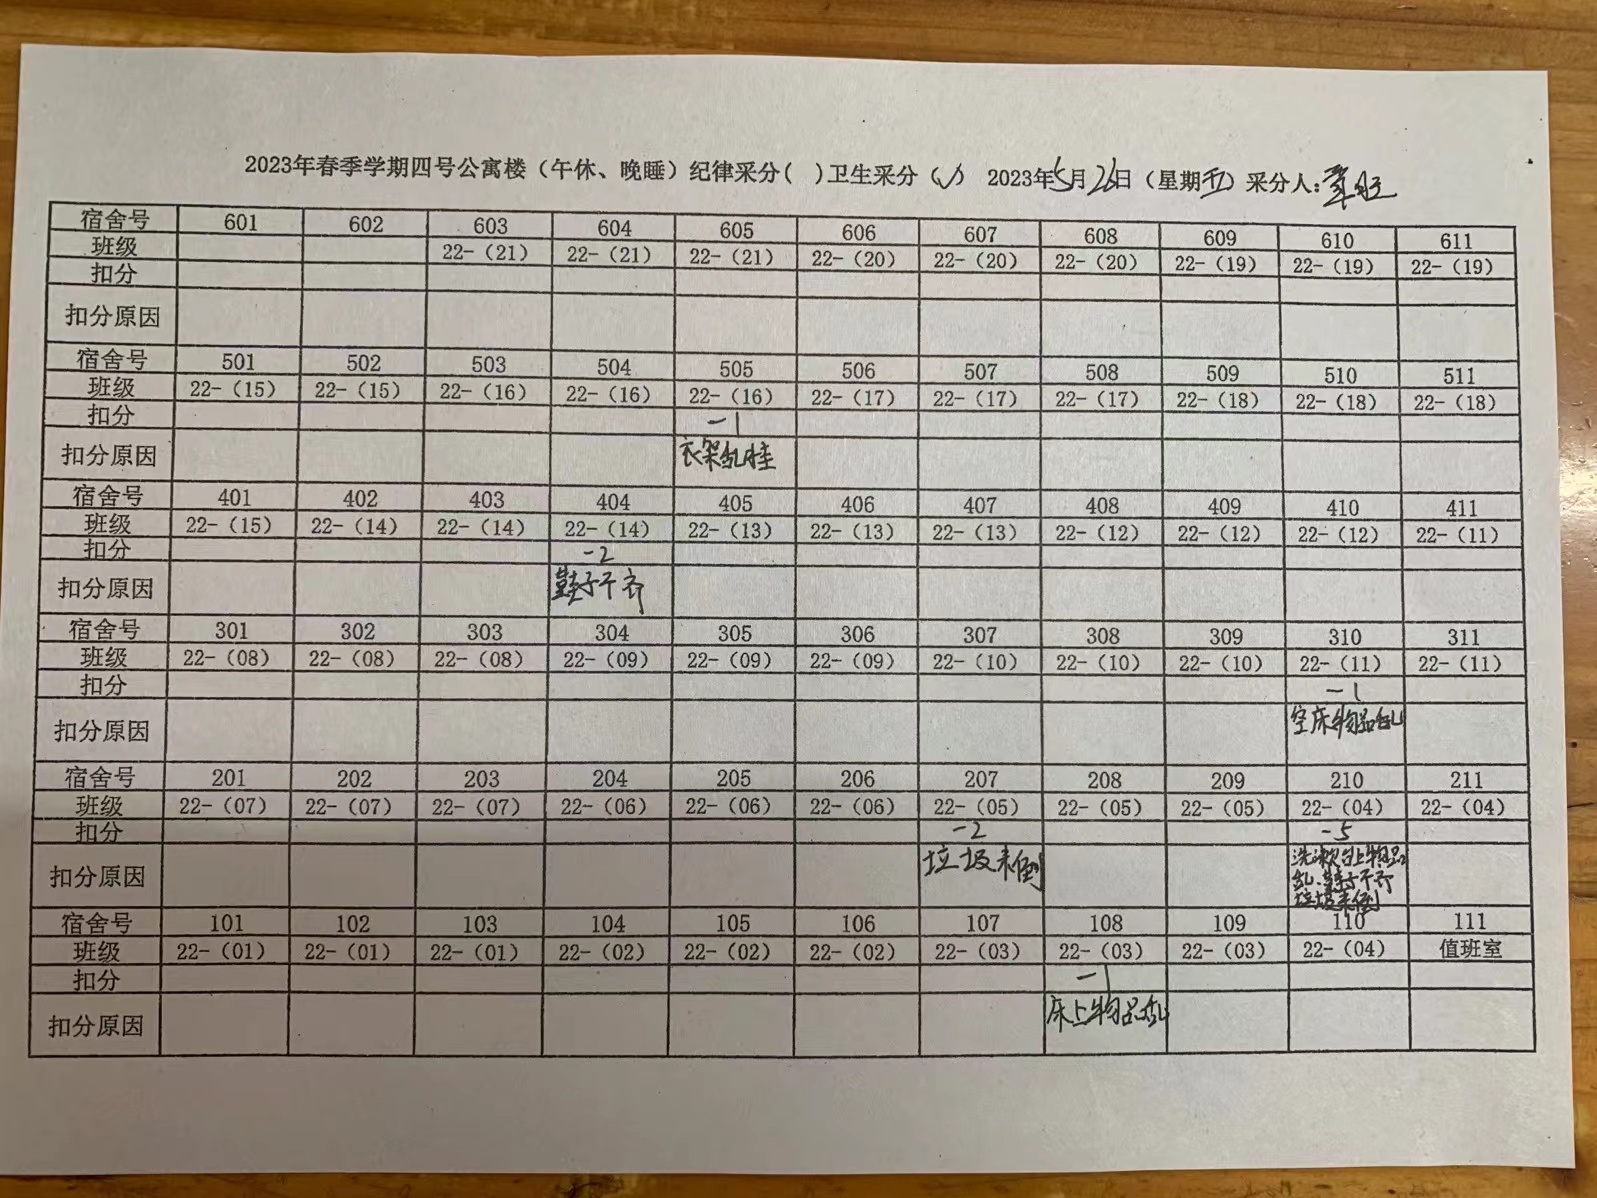 2023年春季学期四号公寓楼（午休、晚睡）纪律采分( )卫生采分（√） 2023年5月26日（星期五）采分人：覃旺
宿舍号 601 602 603 604 605 606 607 608 609 610 611
班级 22-（21） 22-（21） 22-（21） 22-（20） 22-（20） 22-（20） 22-（19） 22-（19） 22-（19）
扣分
扣分原因
宿舍号 501 502 503 504 505 506 507 508 509 510 511
班级 22-（15） 22-（15） 22-（16） 22-（16） 22-（16） 22-（17） 22-（17） 22-（17） 22-（18） 22-（18） 22-（18）
扣分 -1
扣分原因 衣架乱挂
宿舍号 401 402 403 404 405 406 407 408 409 410 411
班级 22-（15） 22-（14） 22-（14） 22-（14） 22-（13） 22-（13） 22-（13） 22-（12） 22-（12） 22-（12） 22-（11）
扣分 -2
扣分原因 鞋子不齐
宿舍号 301 302 303 304 305 306 307 308 309 310 311
班级 22-（08） 22-（08） 22-（08） 22-（09） 22-（09） 22-（09） 22-（10） 22-（10） 22-（10） 22-（11） 22-（11）
扣分 -1
扣分原因 空床物品乱
宿舍号 201 202 203 204 205 206 207 208 209 210 211
班级 22-（07） 22-（07） 22-（07） 22-（06） 22-（06） 22-（06） 22-（05） 22-（05） 22-（05） 22-（04） 22-（04）
扣分 -2 -5
扣分原因 垃圾未倒 洗漱台上物品
乱、鞋子不齐
垃圾未倒
宿舍号 101 102 103 104 105 106 107 108 109 110 111
班级 22-（01） 22-（01） 22-（01） 22-（02） 22-（02） 22-（02） 22-（03） 22-（03） 22-（03） 22-（04） 值班室
扣分 -1
扣分原因 床上物品乱